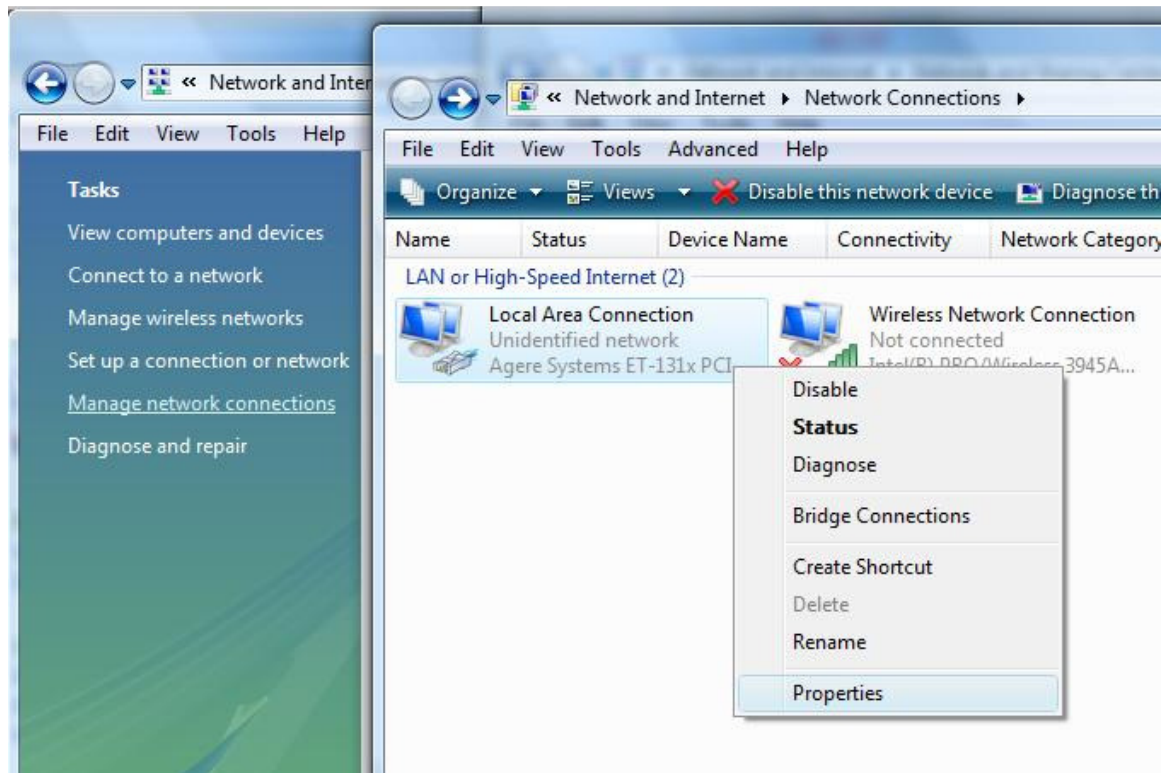 « Network and Inter
File Edit View Tools Help
Tasks
View computers and devices
Connect to a network
Manage wireless networks
Set up a connection or network
Manage network connections
Diagnose and repair
« Network and Internet Network Connections
File Edit View Tools Advanced Help
Organize Views Disable this network device Diagnose th
Name Status Device Name Connectivity Network Category
LAN or High-Speed Internet (2)
Local Area Connection
Unidentified network
Agere Systems ET-131x PCI...
Wireless Network Connection
Not connected
Intel(R) PRO/Wireless 3945A...
Disable
Status
Diagnose
Bridge Connections
Create Shortcut
Delete
Rename
Properties